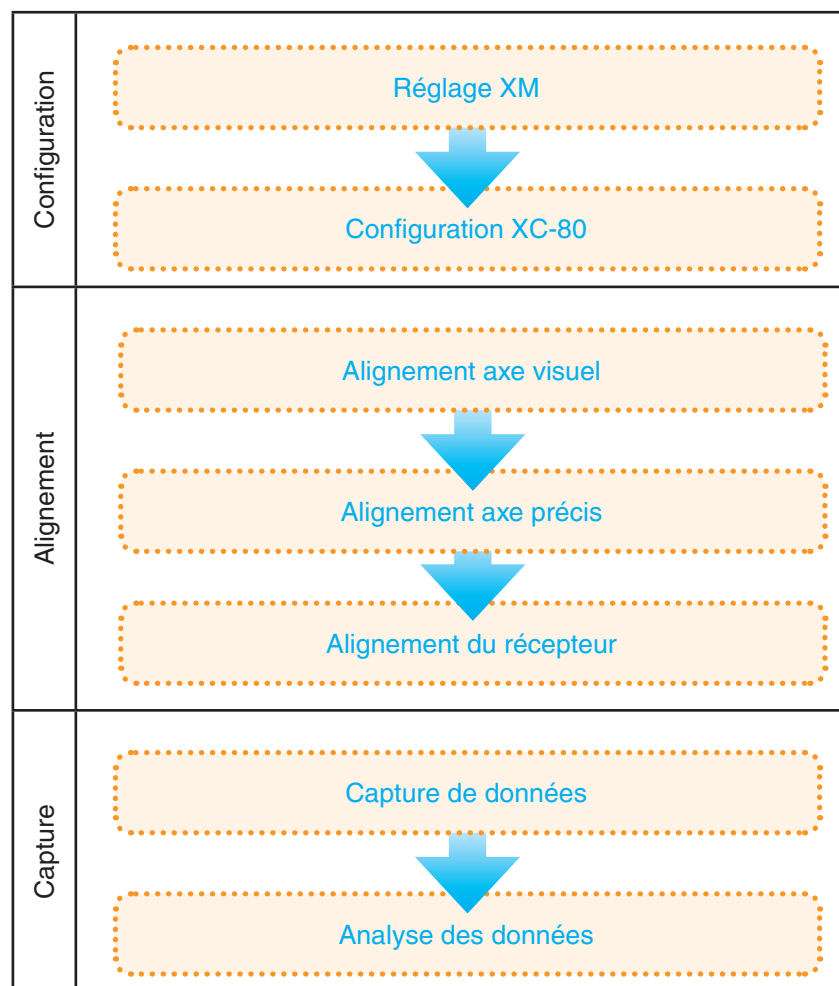 Configuration
Réglage XM
Configuration XC-80
Alignement
Alignement axe visuel
Alignement axe précis
Alignement du récepteur
Capture
Capture de données
Analyse des données